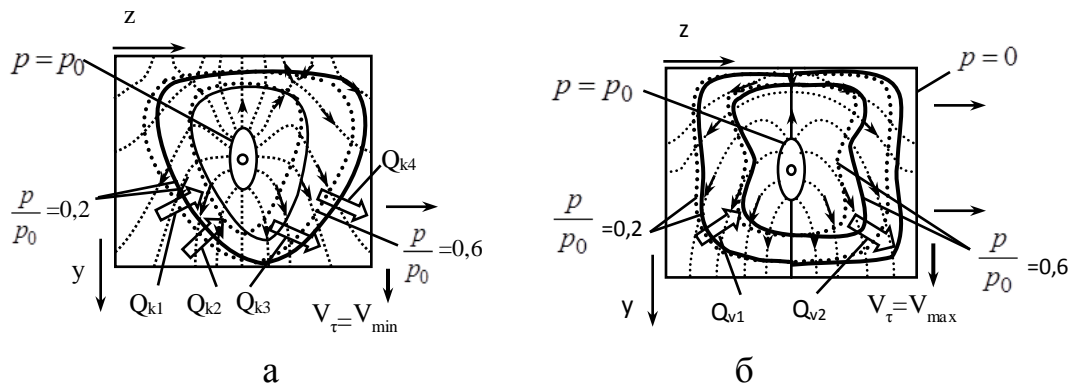 z
p = p₀
Qk4
p/p₀ =0,2
p/p₀ =0,6
y
Qk1 Qk2 Qk3
Vτ=Vmin
а
z
p = 0
p = p₀
p/p₀ =0,2
p/p₀ =0,6
y
Qv1 Qv2
Vτ=Vmax
б